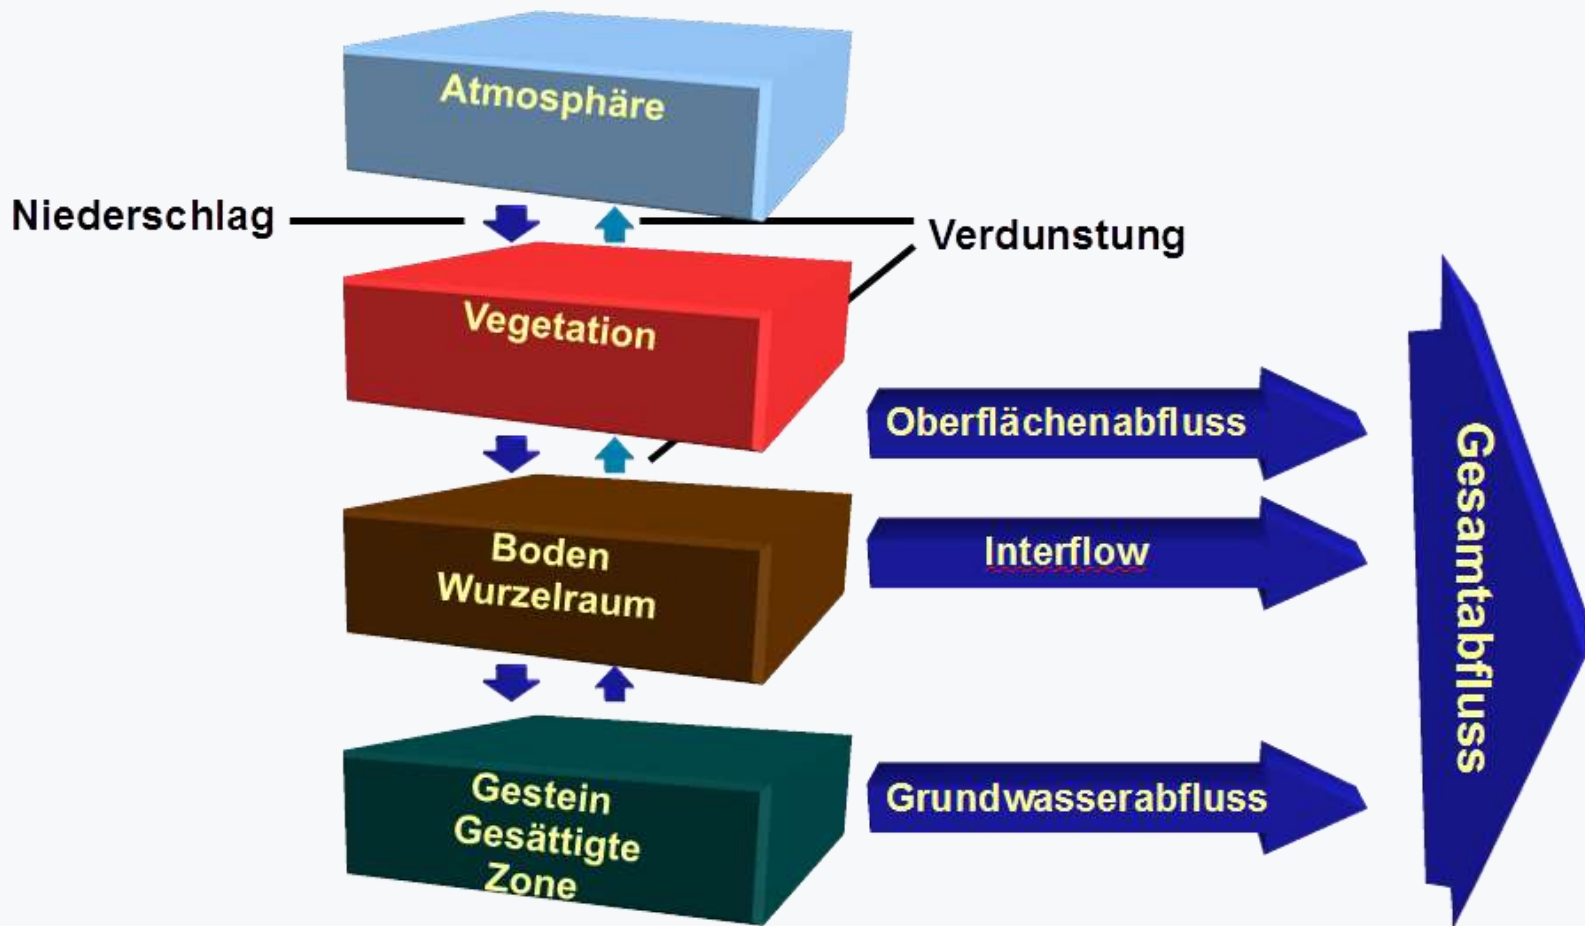 Atmosphäre
Niederschlag
Verdunstung
Vegetation
Oberflächenabfluss
Boden
Wurzelraum
Interflow
Gestein
Gesättigte
Zone
Grundwasserabfluss
Gesamtabfluss